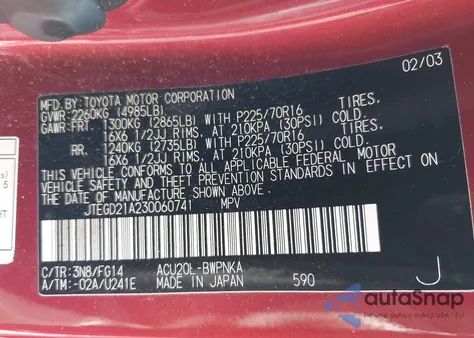 02/03
MFD. BY: TOYOTA MOTOR CORPORATION
GVWR: 2260KG (4985LB)
GAWR: FRT. 1300KG (2865LB) WITH P225/70R16 TIRES,
16X6 1/2JJ RIMS, AT 210KPA (30PSI) COLD.
RR. 1240KG (2735LB) WITH P225/70R16 TIRES,
16X6 1/2JJ RIMS, AT 210KPA (30PSI) COLD.
THIS VEHICLE CONFORMS TO ALL APPLICABLE FEDERAL MOTOR
VEHICLE SAFETY AND THEFT PREVENTION STANDARDS IN EFFECT ON
THE DATE OF MANUFACTURE SHOWN ABOVE.
JTEGD21A230060741 MPV
C/TR: 3N8/FG14 ACU20L-BWPNKA
A/TM: -02A/U241E MADE IN JAPAN 590 J
s)
5
HT
autoSnap